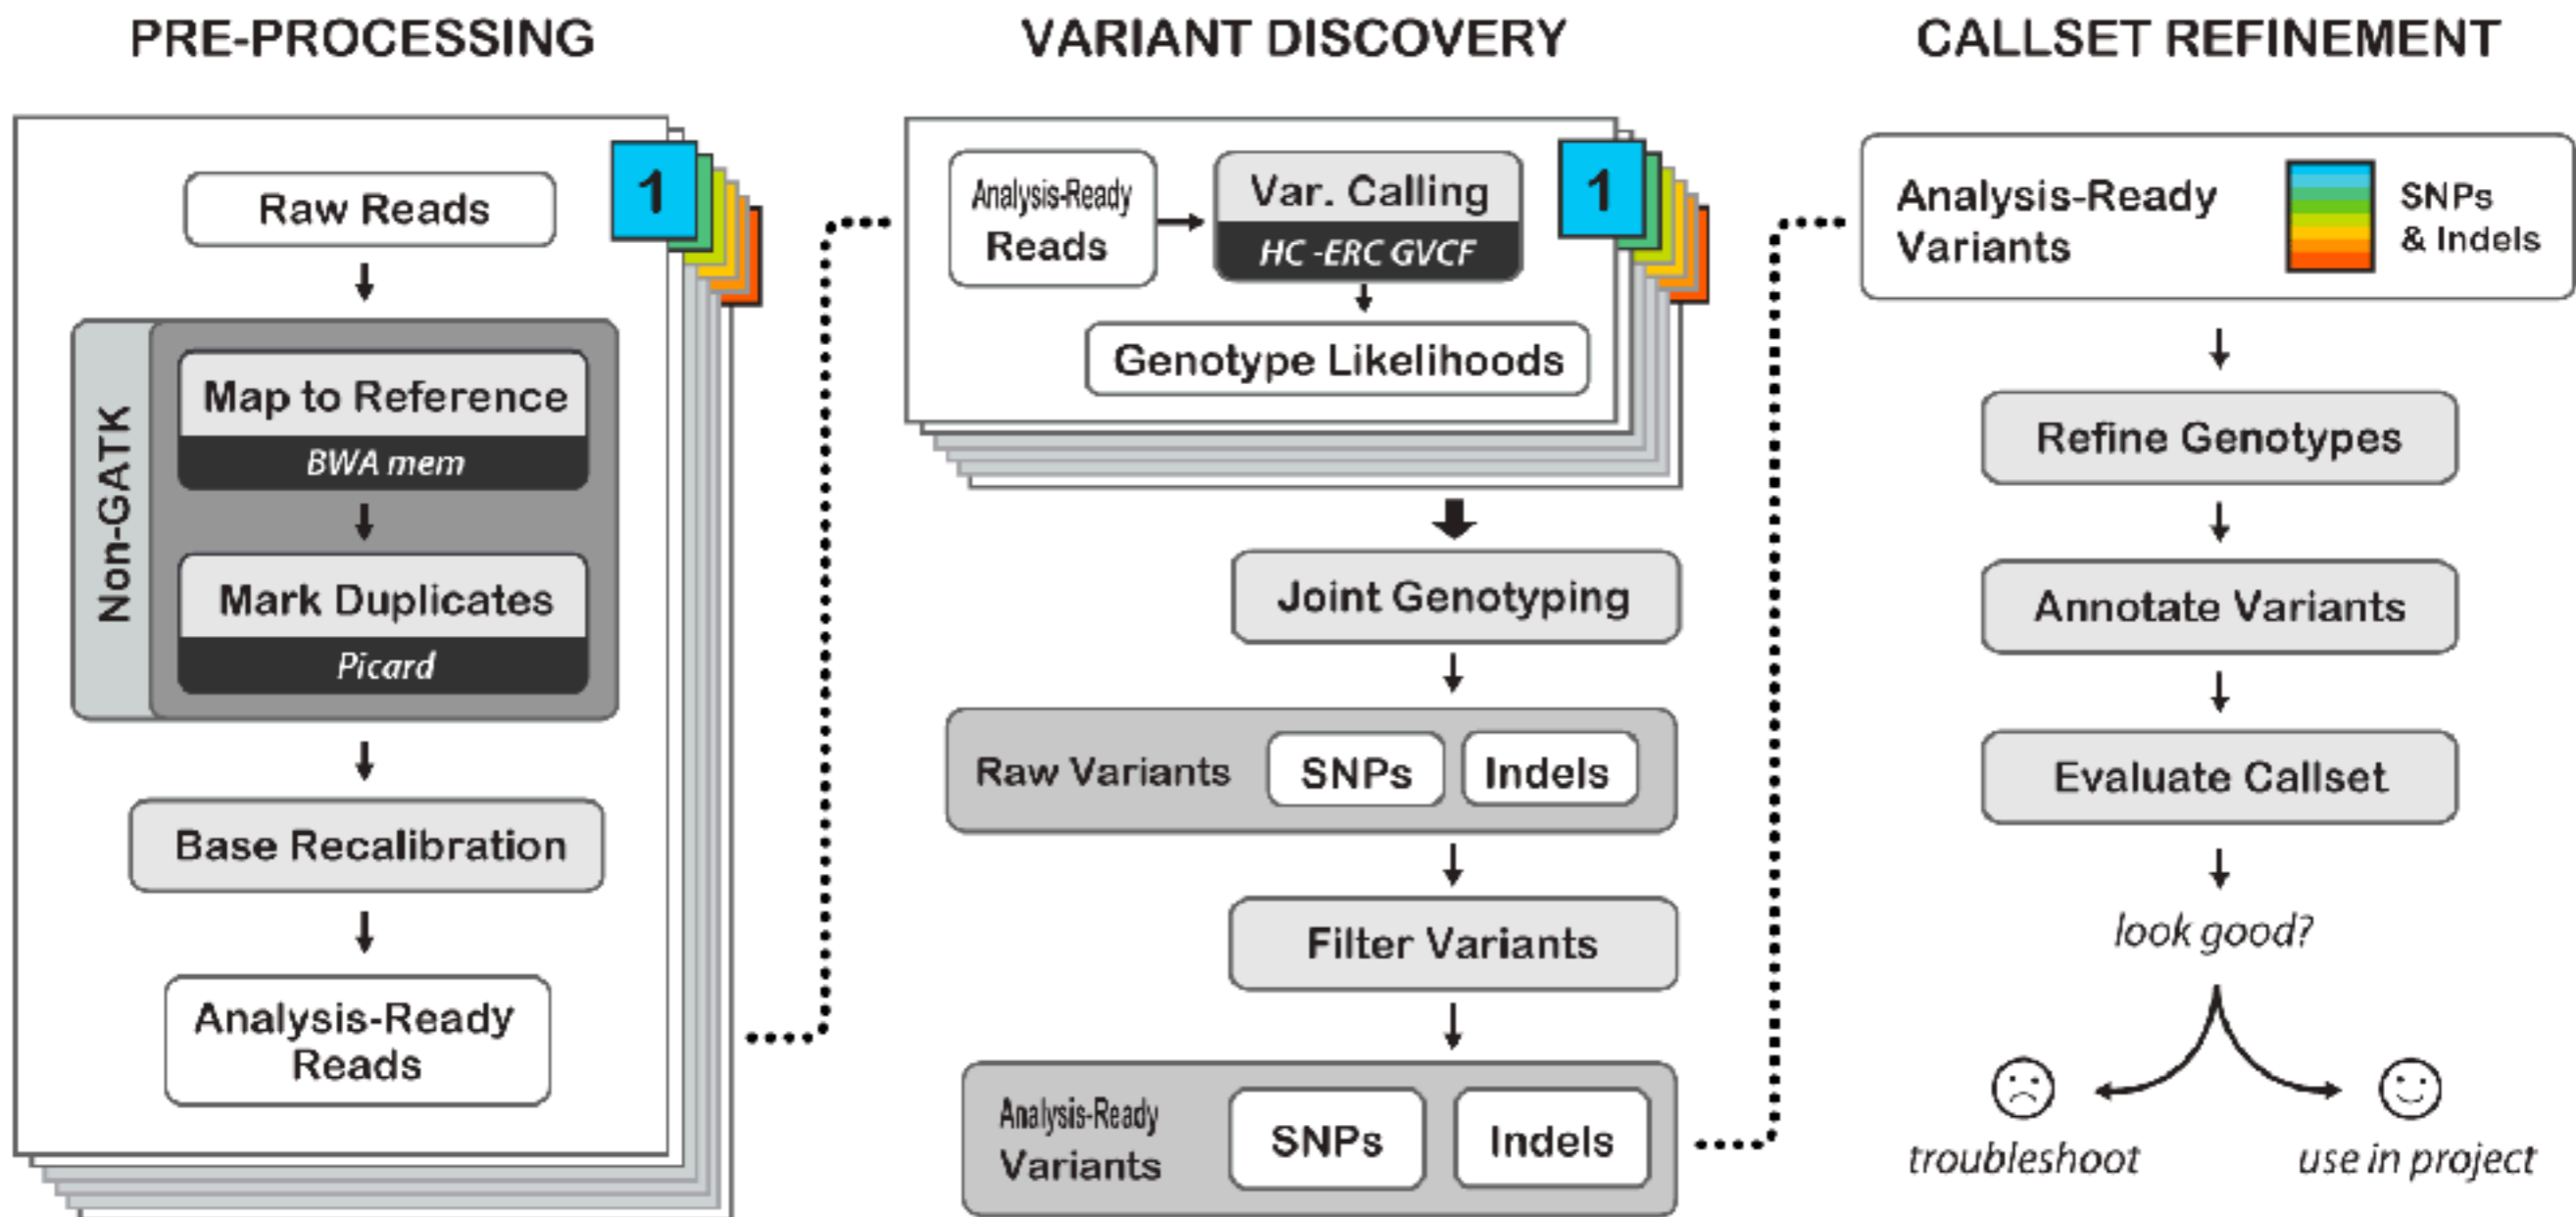 PRE-PROCESSING
1
Raw Reads
Non-GATK
Map to Reference
BWA mem
Mark Duplicates
Picard
Base Recalibration
Analysis-Ready
Reads
VARIANT DISCOVERY
1
Analysis-Ready
Reads
Var. Calling
HC -ERC GVCF
Genotype Likelihoods
Joint Genotyping
Raw Variants SNPs Indels
Filter Variants
Analysis-Ready
Variants
SNPs Indels
CALLSET REFINEMENT
Analysis-Ready
Variants
SNPs
& Indels
Refine Genotypes
Annotate Variants
Evaluate Callset
look good?
troubleshoot use in project